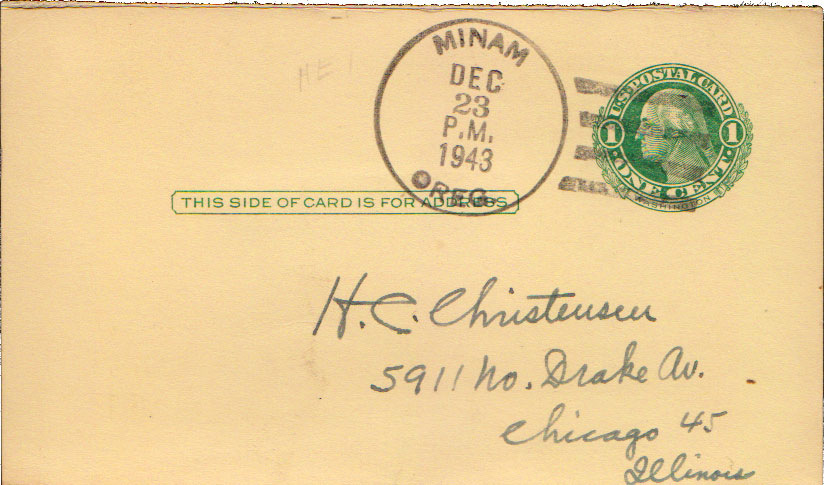 MINAM
DEC
23
P.M.
1943
OREG.
U.S. POSTAL CARD
1 1
ONE CENT
WASHINGTON
THIS SIDE OF CARD IS FOR ADDRESS
H. C. Christensen
5911 No. Drake Av.
Chicago 45
Illinois